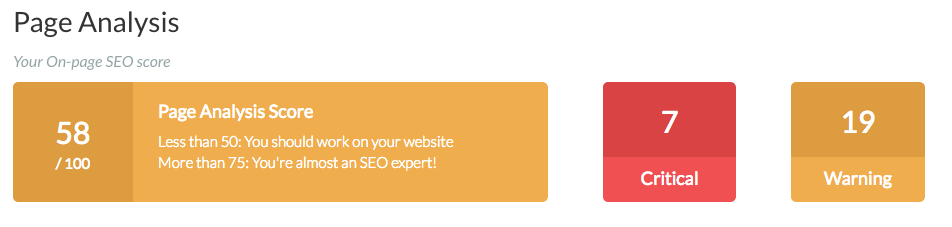 Page Analysis
Your On-page SEO score
58
/ 100
Page Analysis Score
Less than 50: You should work on your website
More than 75: You're almost an SEO expert!
7
Critical
19
Warning